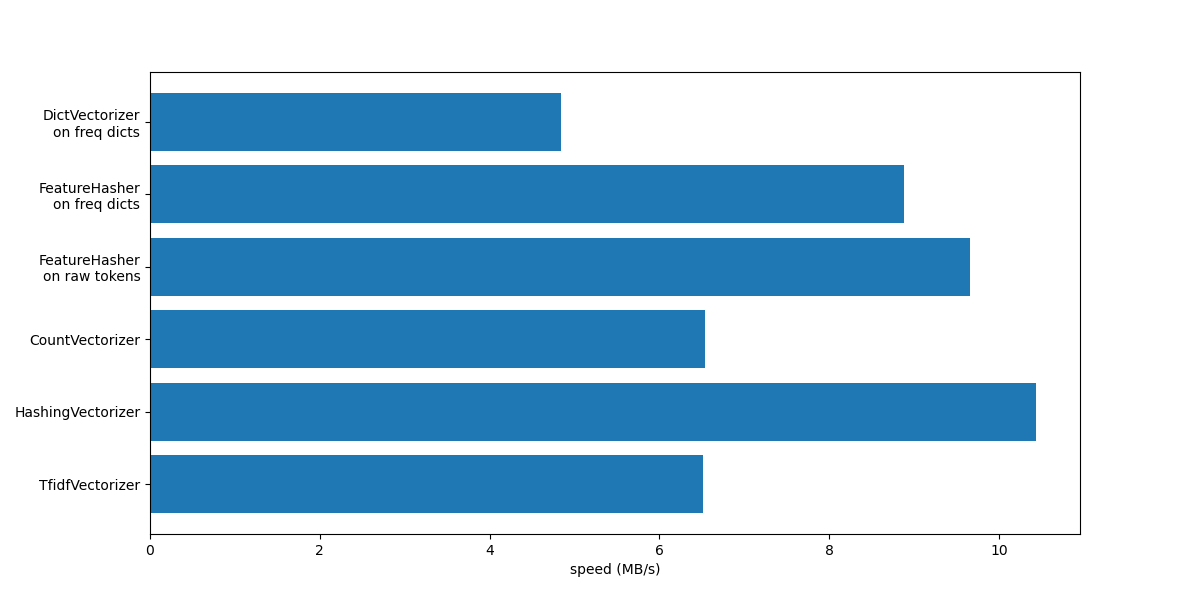 DictVectorizer
on freq dicts
FeatureHasher
on freq dicts
FeatureHasher
on raw tokens
CountVectorizer
HashingVectorizer
TfidfVectorizer
0 2 4 6 8 10
speed (MB/s)